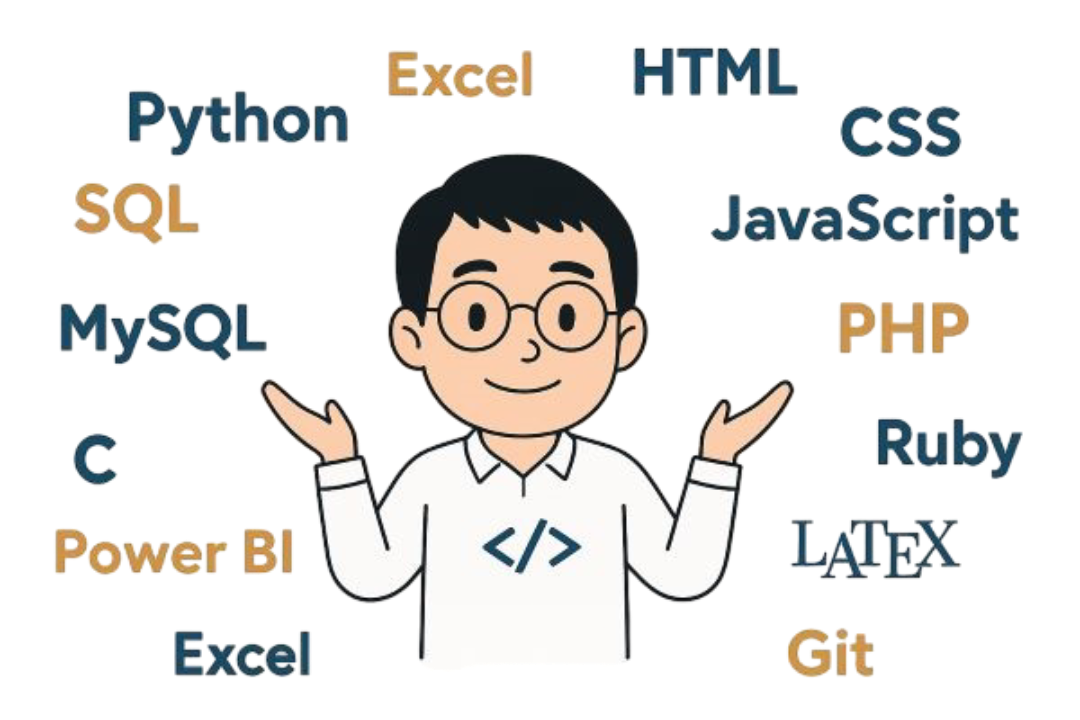 Excel
HTML
Python
CSS
SQL
JavaScript
MySQL
PHP
C
Ruby
</>
Power BI
LATEX
Excel
Git